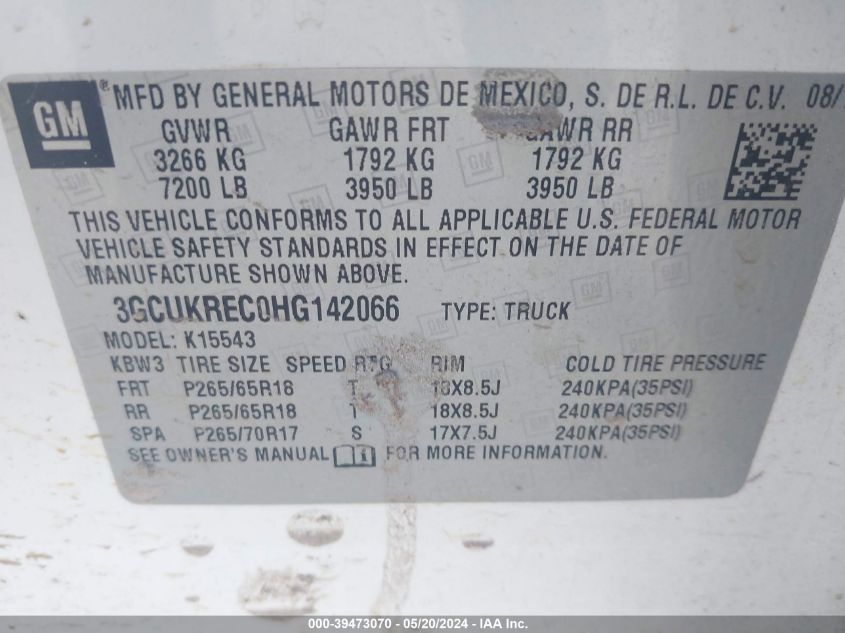 GM ® MFD BY GENERAL MOTORS DE MEXICO, S. DE R.L. DE C.V. 08/
GVWR GAWR FRT GAWR RR
3266 KG 1792 KG 1792 KG
7200 LB 3950 LB 3950 LB
THIS VEHICLE CONFORMS TO ALL APPLICABLE U.S. FEDERAL MOTOR
VEHICLE SAFETY STANDARDS IN EFFECT ON THE DATE OF
MANUFACTURE SHOWN ABOVE.
3GCUKREC0HG142066 TYPE: TRUCK
MODEL: K15543
KBW3 TIRE SIZE SPEED RTG RIM COLD TIRE PRESSURE
FRT P265/65R18 T 18X8.5J 240KPA(35PSI)
RR P265/65R18 T 18X8.5J 240KPA(35PSI)
SPA P265/70R17 S 17X7.5J 240KPA(35PSI)
SEE OWNER'S MANUAL FOR MORE INFORMATION.
000-39473070 - 05/20/2024 - IAA Inc.